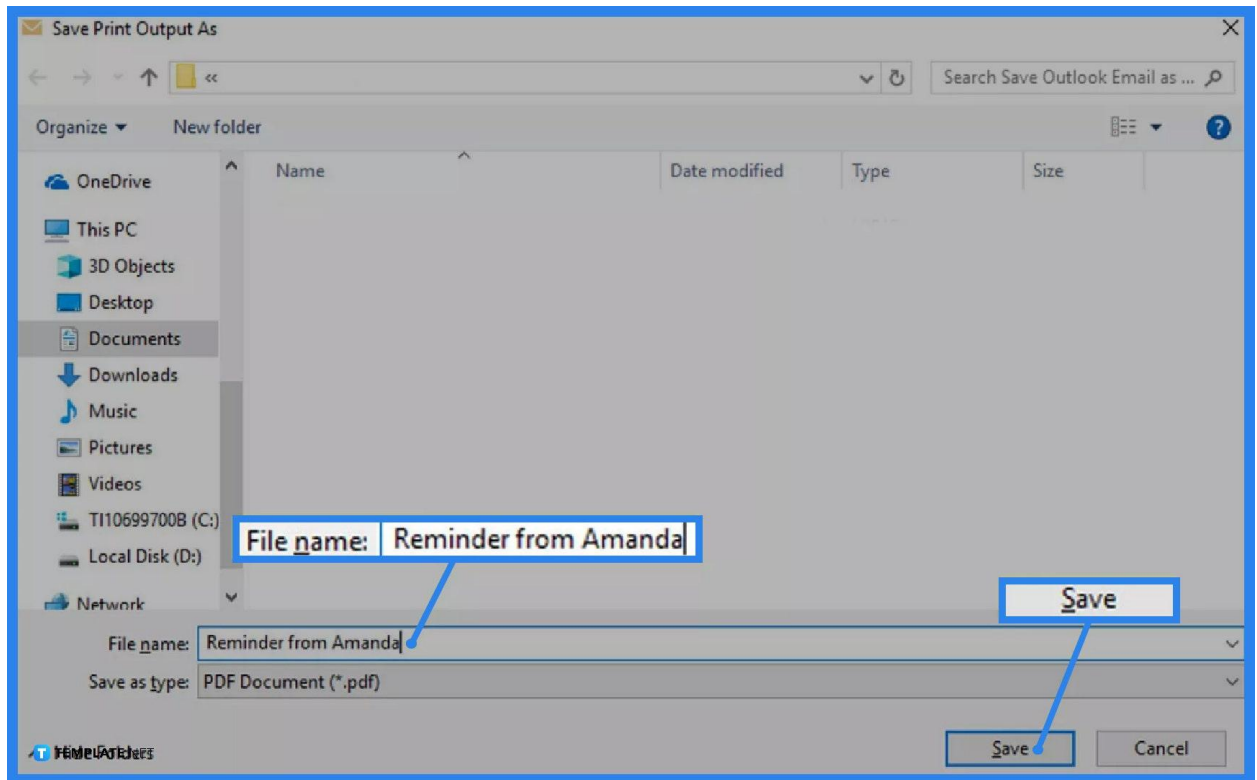 Save Print Output As
«
Search Save Outlook Email as ...
Organize
New folder
?
Name
Date modified
Type
Size
OneDrive
This PC
3D Objects
Desktop
Documents
Downloads
Music
Pictures
Videos
TI10699700B (C:)
Local Disk (D:)
Network
File name: Reminder from Amanda
Save
File name: Reminder from Amanda
Save as type: PDF Document (*.pdf)
Save
Cancel